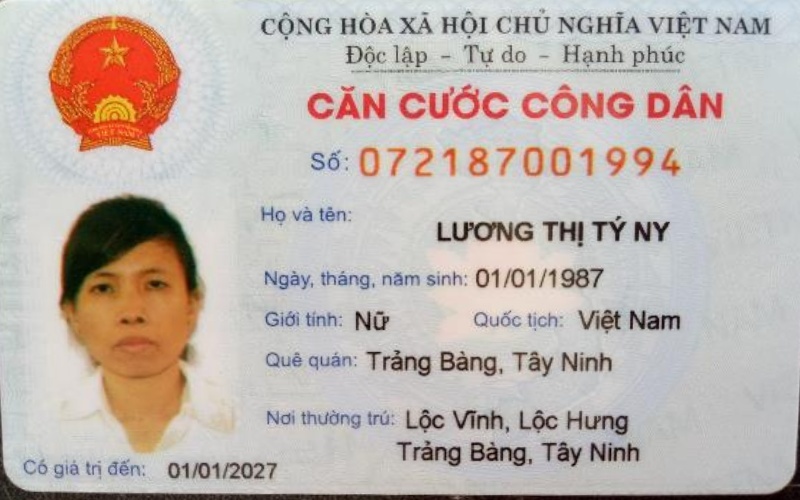 CỘNG HÒA XÃ HỘI CHỦ NGHĨA VIỆT NAM
Độc lập - Tự do - Hạnh phúc
CĂN CƯỚC CÔNG DÂN
Số: 072187001994
Họ và tên:
LƯƠNG THỊ TÝ NY
Ngày, tháng, năm sinh: 01/01/1987
Giới tính: Nữ Quốc tịch: Việt Nam
Quê quán: Trảng Bàng, Tây Ninh
Nơi thường trú: Lộc Vĩnh, Lộc Hưng
Trảng Bàng, Tây Ninh
Có giá trị đến: 01/01/2027